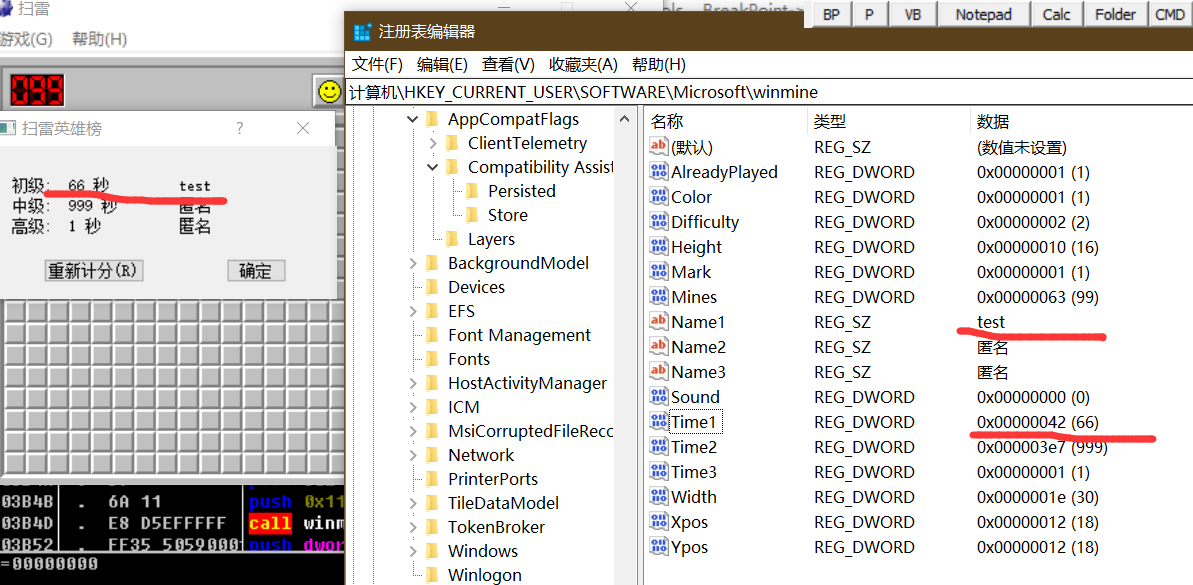 扫雷
游戏(G) 帮助(H)
扫雷英雄榜 ?
初级: 66 秒 test
中级: 999 秒 匿名
高级: 1 秒 匿名
重新计分(R) 确定
03B4B . 6A 11 push 0x11
03B4D . E8 D5EFFFFF call winm
03B52 . FF35 50590001 push dwor
=00000000
BP P VB Notepad Calc Folder CMD
注册表编辑器
文件(F) 编辑(E) 查看(V) 收藏夹(A) 帮助(H)
计算机\HKEY_CURRENT_USER\SOFTWARE\Microsoft\winmine
AppCompatFlags
ClientTelemetry
Compatibility Assist
Persisted
Store
Layers
BackgroundModel
Devices
EFS
Font Management
Fonts
HostActivityManager
ICM
MsiCorruptedFileReco
Network
PrinterPorts
TileDataModel
TokenBroker
Windows
Winlogon
名称 类型 数据
(默认) REG_SZ (数值未设置)
AlreadyPlayed REG_DWORD 0x00000001 (1)
Color REG_DWORD 0x00000001 (1)
Difficulty REG_DWORD 0x00000002 (2)
Height REG_DWORD 0x00000010 (16)
Mark REG_DWORD 0x00000001 (1)
Mines REG_DWORD 0x00000063 (99)
Name1 REG_SZ test
Name2 REG_SZ 匿名
Name3 REG_SZ 匿名
Sound REG_DWORD 0x00000000 (0)
Time1 REG_DWORD 0x00000042 (66)
Time2 REG_DWORD 0x000003e7 (999)
Time3 REG_DWORD 0x00000001 (1)
Width REG_DWORD 0x0000001e (30)
Xpos REG_DWORD 0x00000012 (18)
Ypos REG_DWORD 0x00000012 (18)